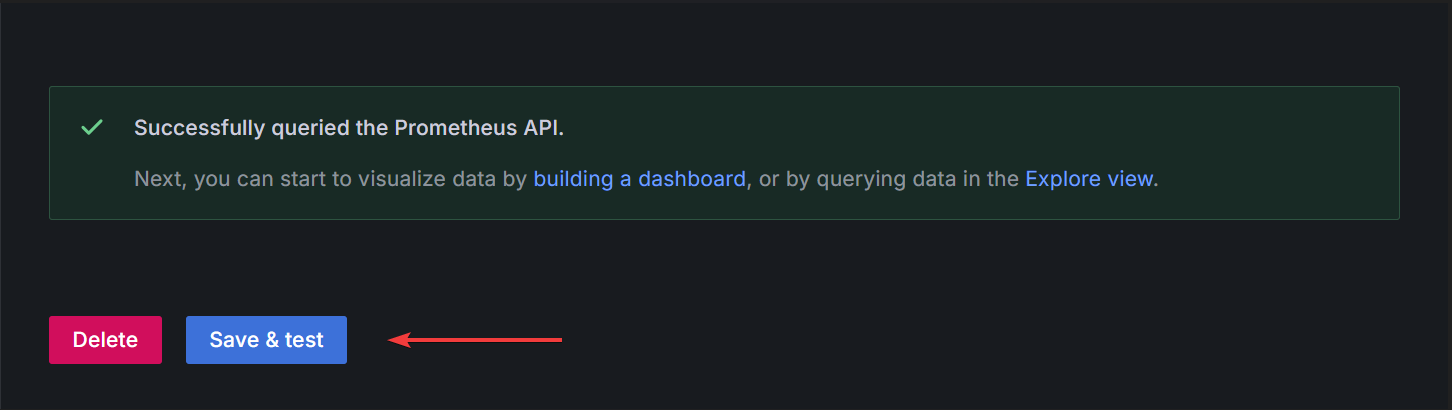 Successfully queried the Prometheus API.
Next, you can start to visualize data by building a dashboard, or by querying data in the Explore view.
Delete Save & test